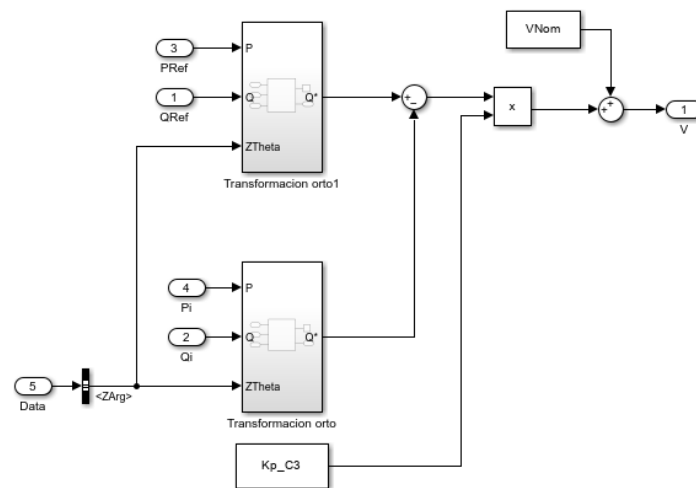 VNom
3
P
PRef
1
Q
Q*
QRef
ZTheta
Transformacion orto1
+
−
x
+
+
1
V
4
P
Pi
2
Q
Q*
Qi
5
Data
<ZArg>
ZTheta
Transformacion orto
Kp_C3